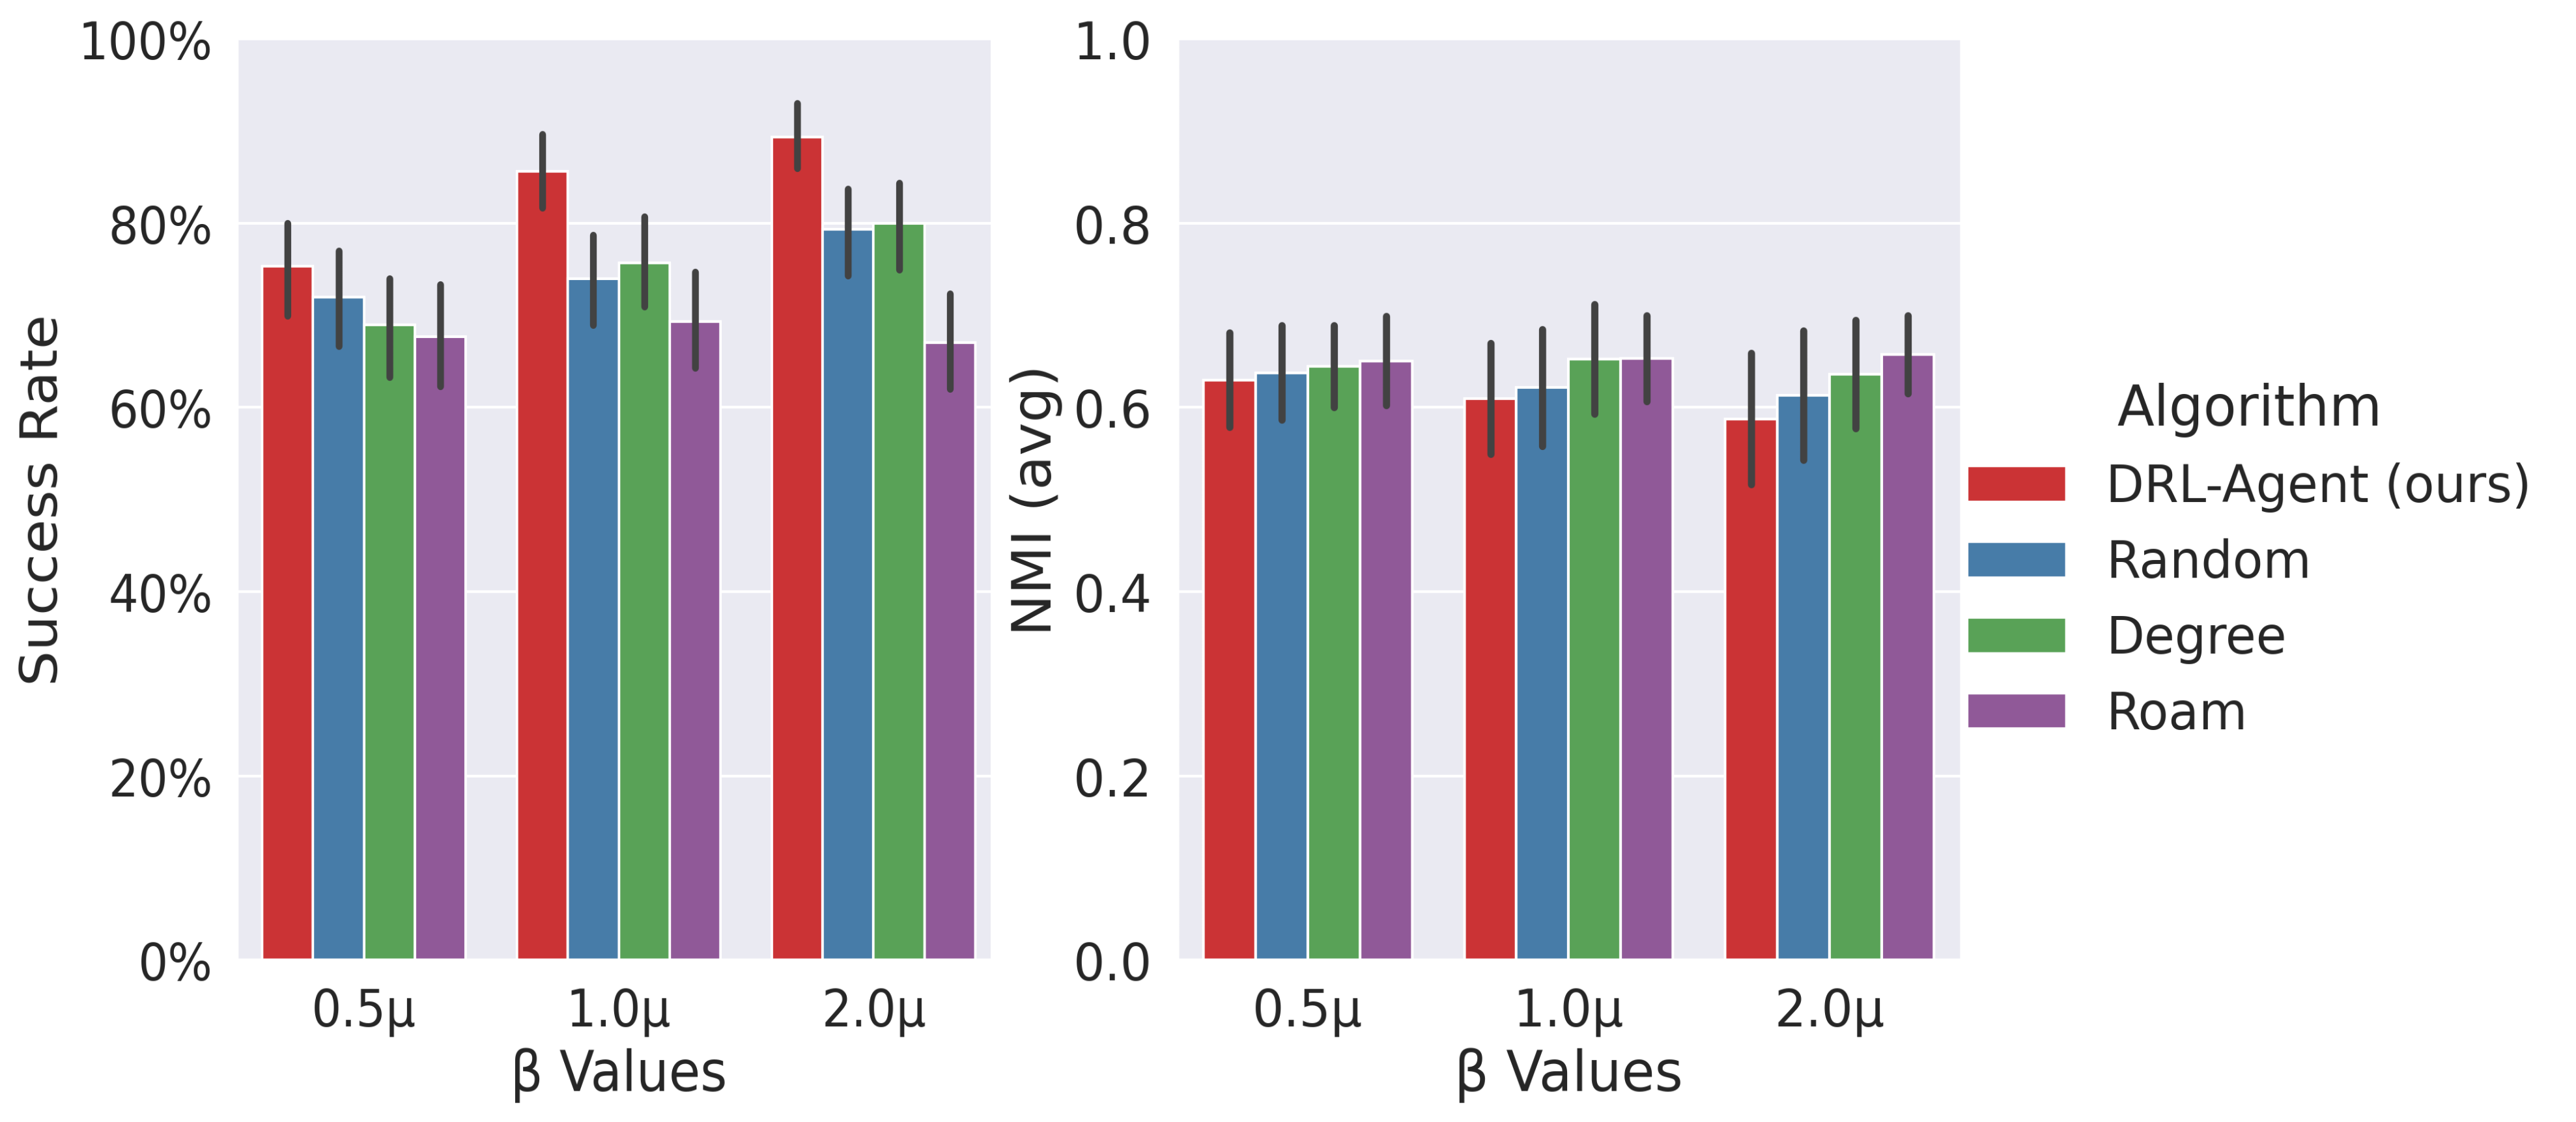 100%
80%
60%
40%
20%
0%
Success Rate
0.5μ 1.0μ 2.0μ
β Values
1.0
0.8
0.6
0.4
0.2
0.0
NMI (avg)
0.5μ 1.0μ 2.0μ
β Values
Algorithm
DRL-Agent (ours)
Random
Degree
Roam